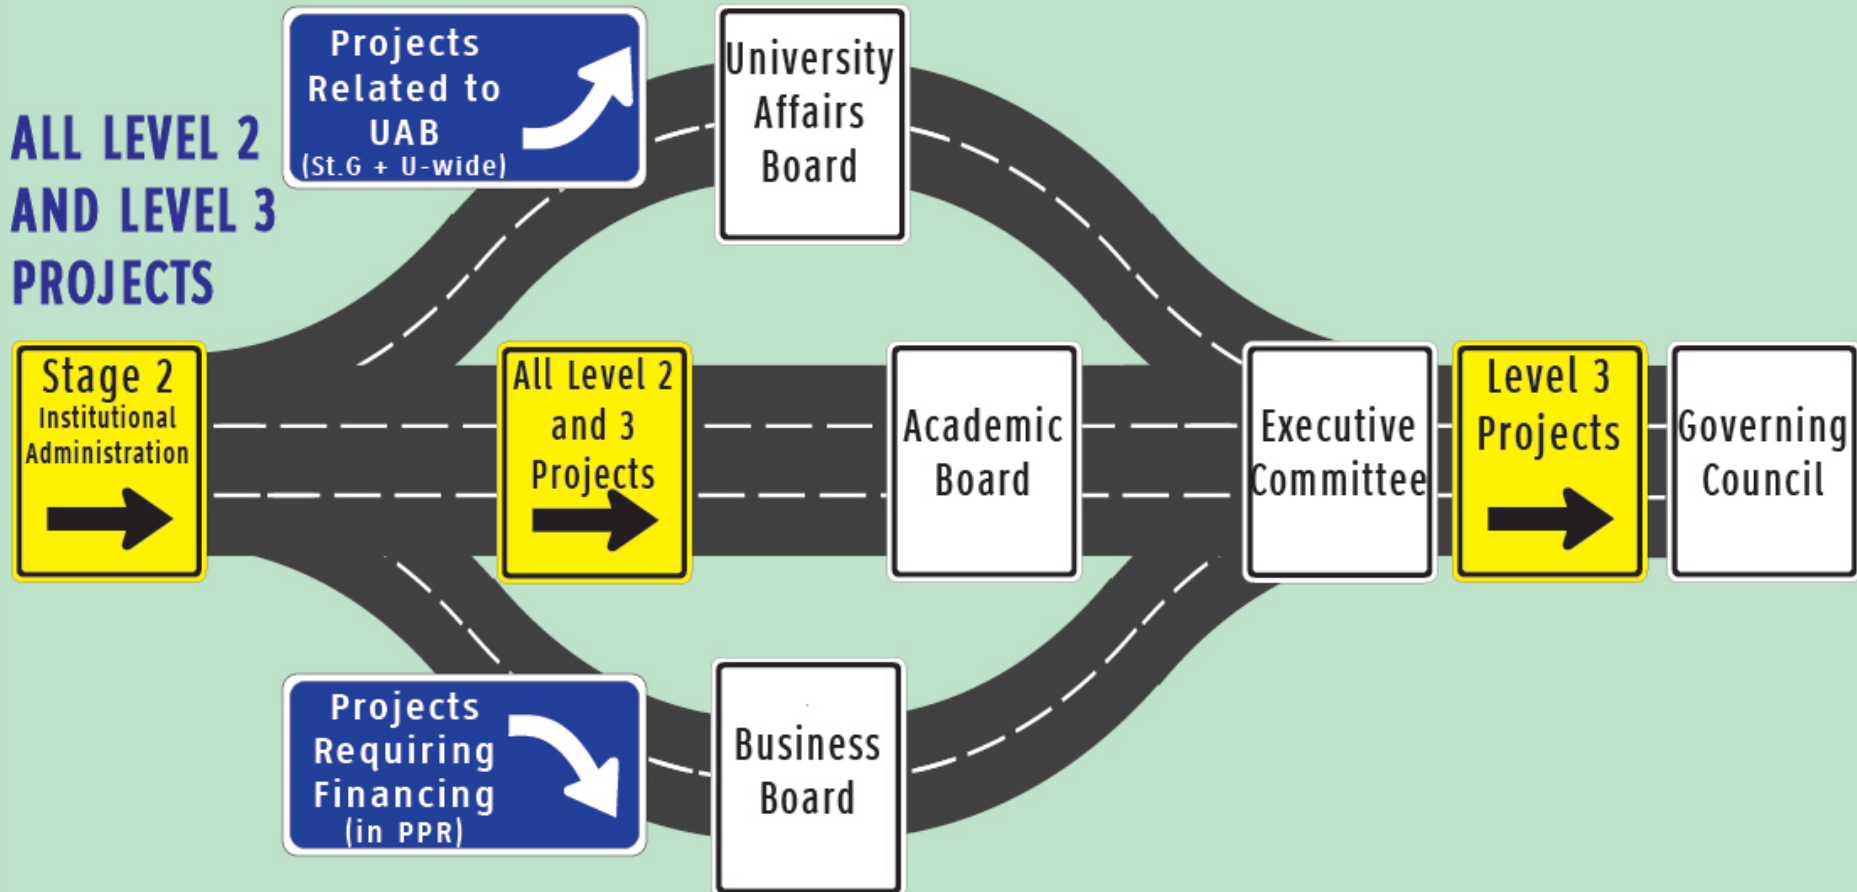 ALL LEVEL 2
AND LEVEL 3
PROJECTS
Projects
Related to
UAB
(St.G + U-wide)
University
Affairs
Board
Stage 2
Institutional
Administration
All Level 2
and 3
Projects
Academic
Board
Executive
Committee
Level 3
Projects
Governing
Council
Projects
Requiring
Financing
(in PPR)
Business
Board